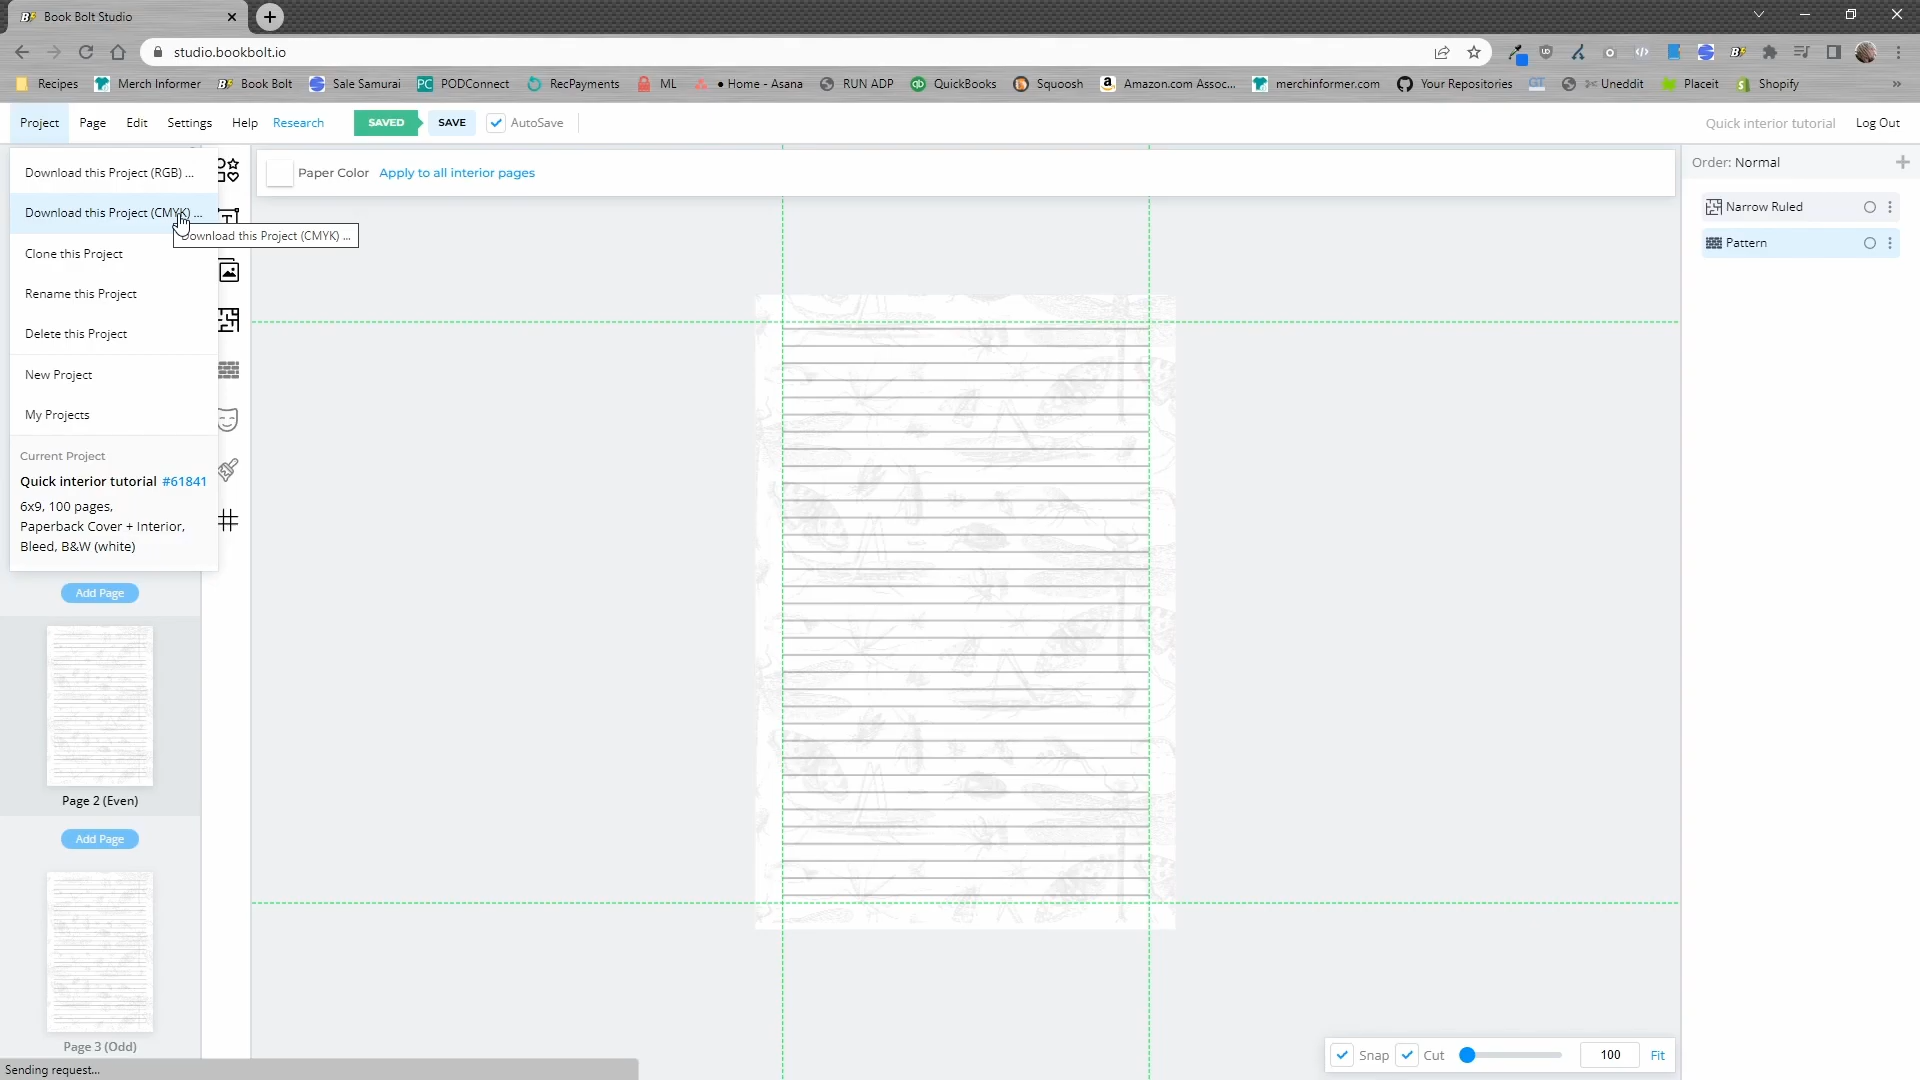 Book Bolt Studio
studio.bookbolt.io
Recipes Merch Informer Book Bolt Sale Samurai PODConnect RecPayments ML • Home - Asana RUN ADP QuickBooks Squoosh Amazon.com Assoc... merchinformer.com Your Repositories GT Uneddit Placeit Shopify »
Project Page Edit Settings Help Research SAVED SAVE AutoSave Quick interior tutorial Log Out
Download this Project (RGB) ...
Download this Project (CMYK) ...
Download this Project (CMYK) ...
Clone this Project
Rename this Project
Delete this Project
New Project
My Projects
Current Project
Quick interior tutorial #61841
6x9, 100 pages,
Paperback Cover + Interior,
Bleed, B&W (white)
Add Page
Page 2 (Even)
Add Page
Page 3 (Odd)
Paper Color Apply to all interior pages
Order: Normal
Narrow Ruled
Pattern
Snap Cut 100 Fit
Sending request...